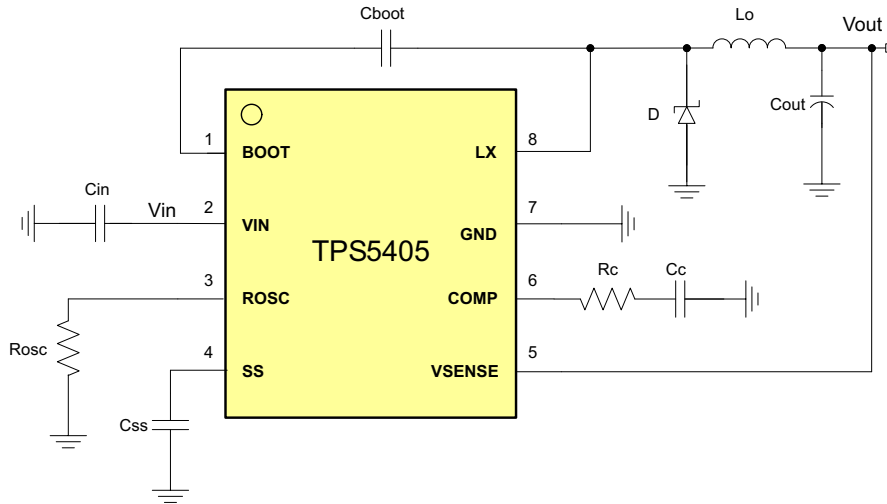 Cboot
Lo
Vout
D
Cout
1
BOOT
LX
8
Cin
Vin
2
VIN
7
GND
TPS5405
3
ROSC
COMP
6
Rc
Cc
Rosc
4
SS
VSENSE
5
Css